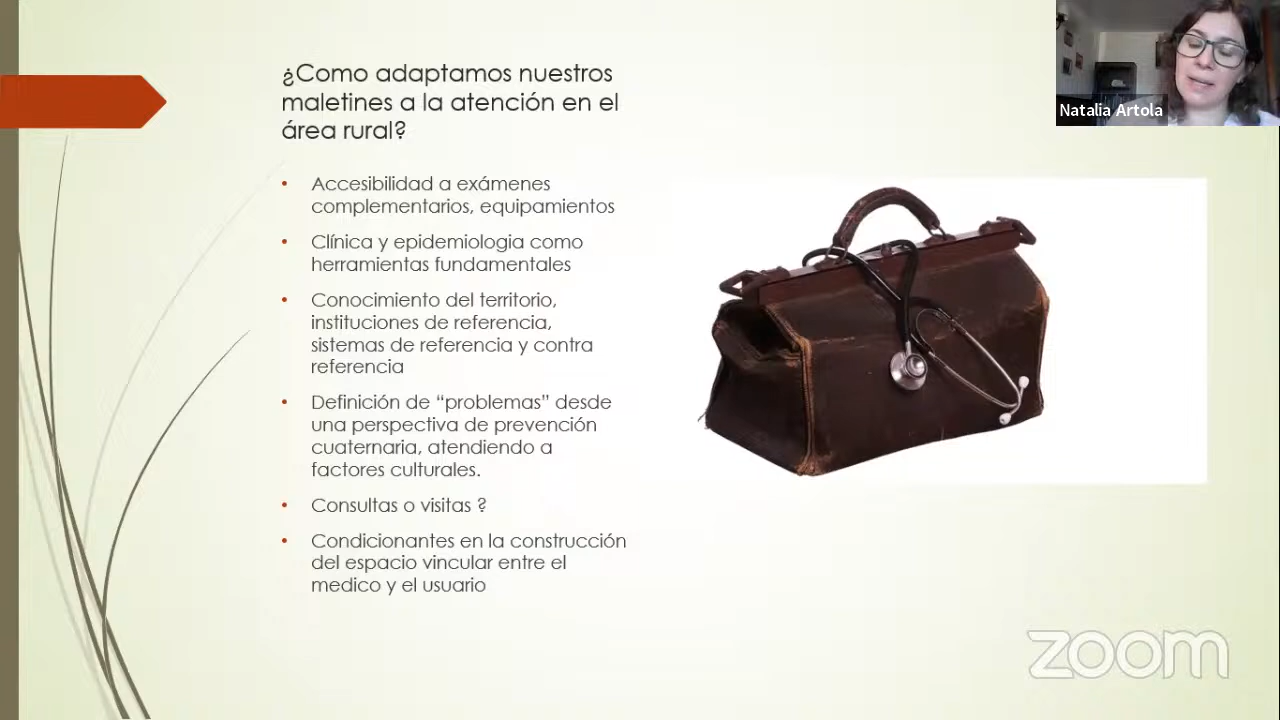 ¿Como adaptamos nuestros
maletines a la atención en el
área rural?
• Accesibilidad a exámenes
complementarios, equipamientos
• Clínica y epidemiologia como
herramientas fundamentales
• Conocimiento del territorio,
instituciones de referencia,
sistemas de referencia y contra
referencia
• Definición de “problemas” desde
una perspectiva de prevención
cuaternaria, atendiendo a
factores culturales.
• Consultas o visitas ?
• Condicionantes en la construcción
del espacio vincular entre el
medico y el usuario
Natalia Artola
zoom